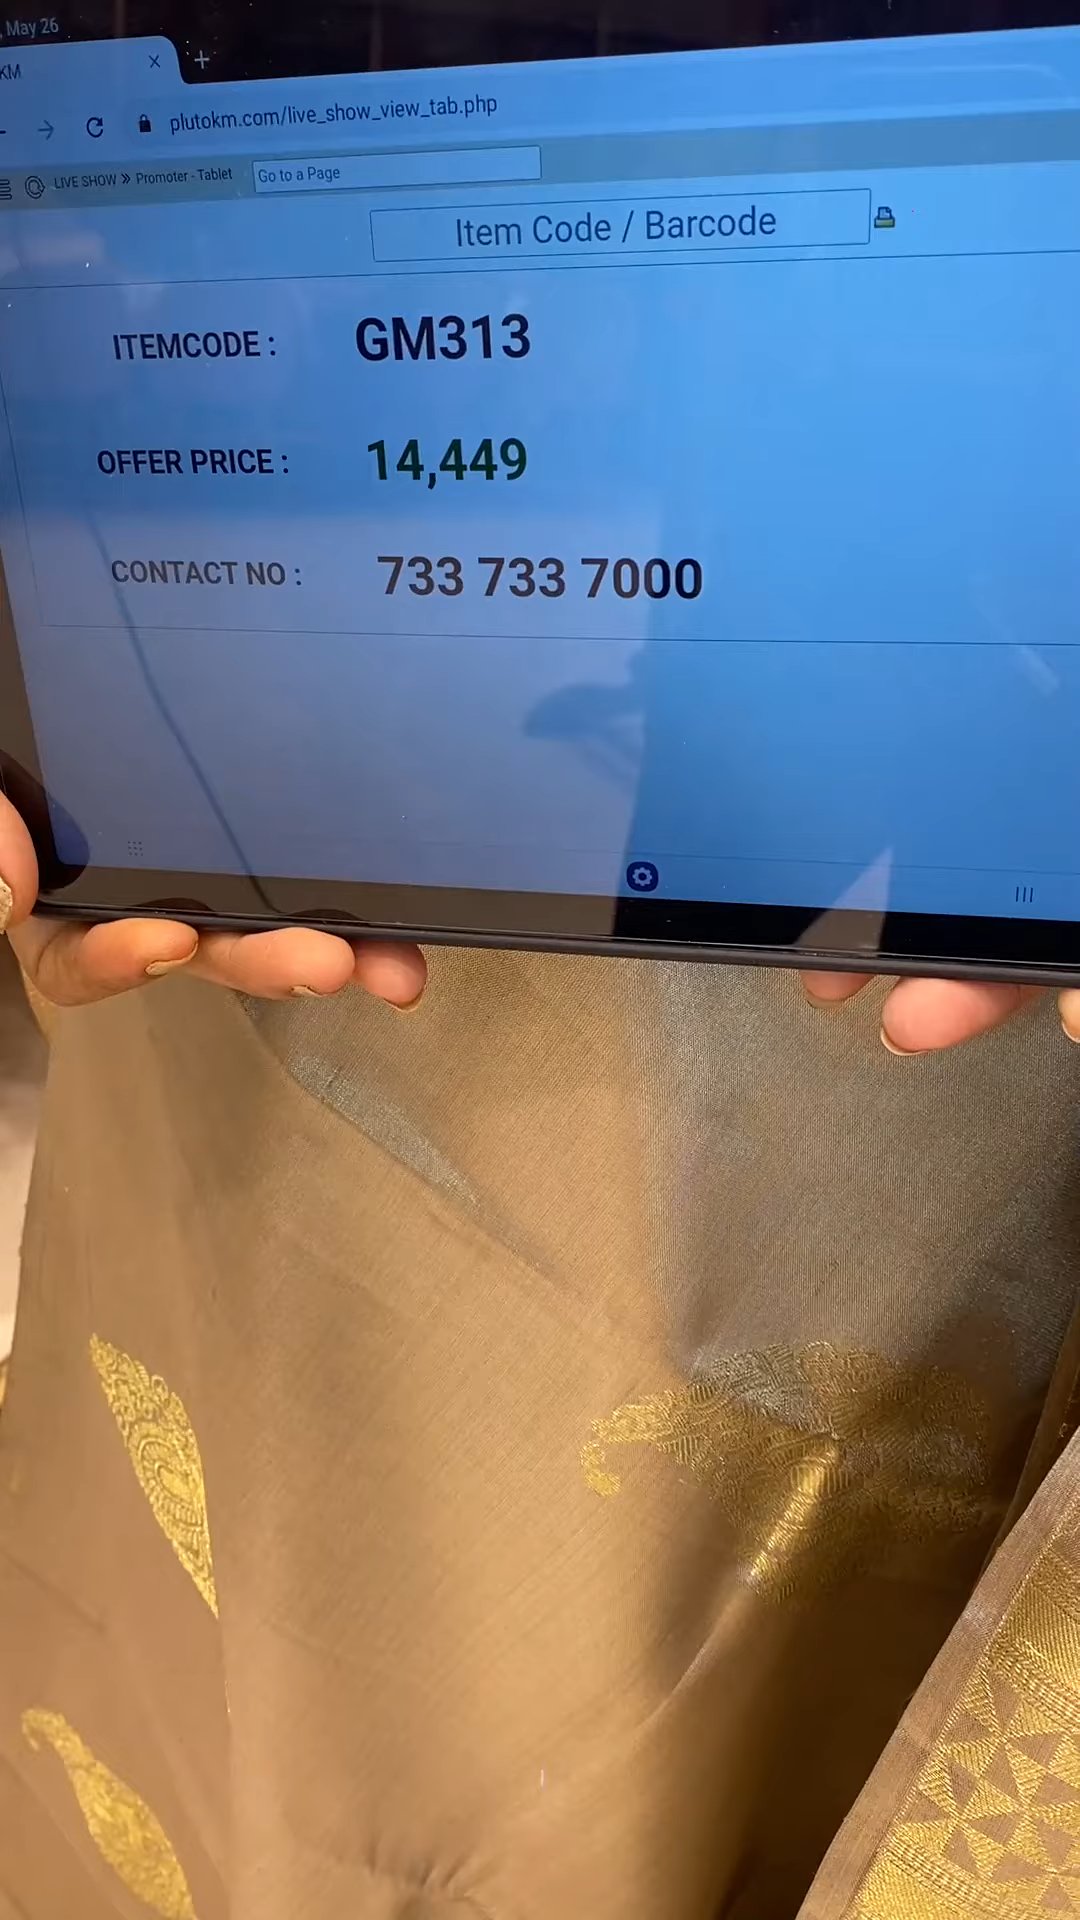 , May 26
KM
plutokm.com/live_show_view_tab.php
LIVE SHOW » Promoter - Tablet Go to a Page
Item Code / Barcode
ITEMCODE : GM313
OFFER PRICE : 14,449
CONTACT NO : 733 733 7000